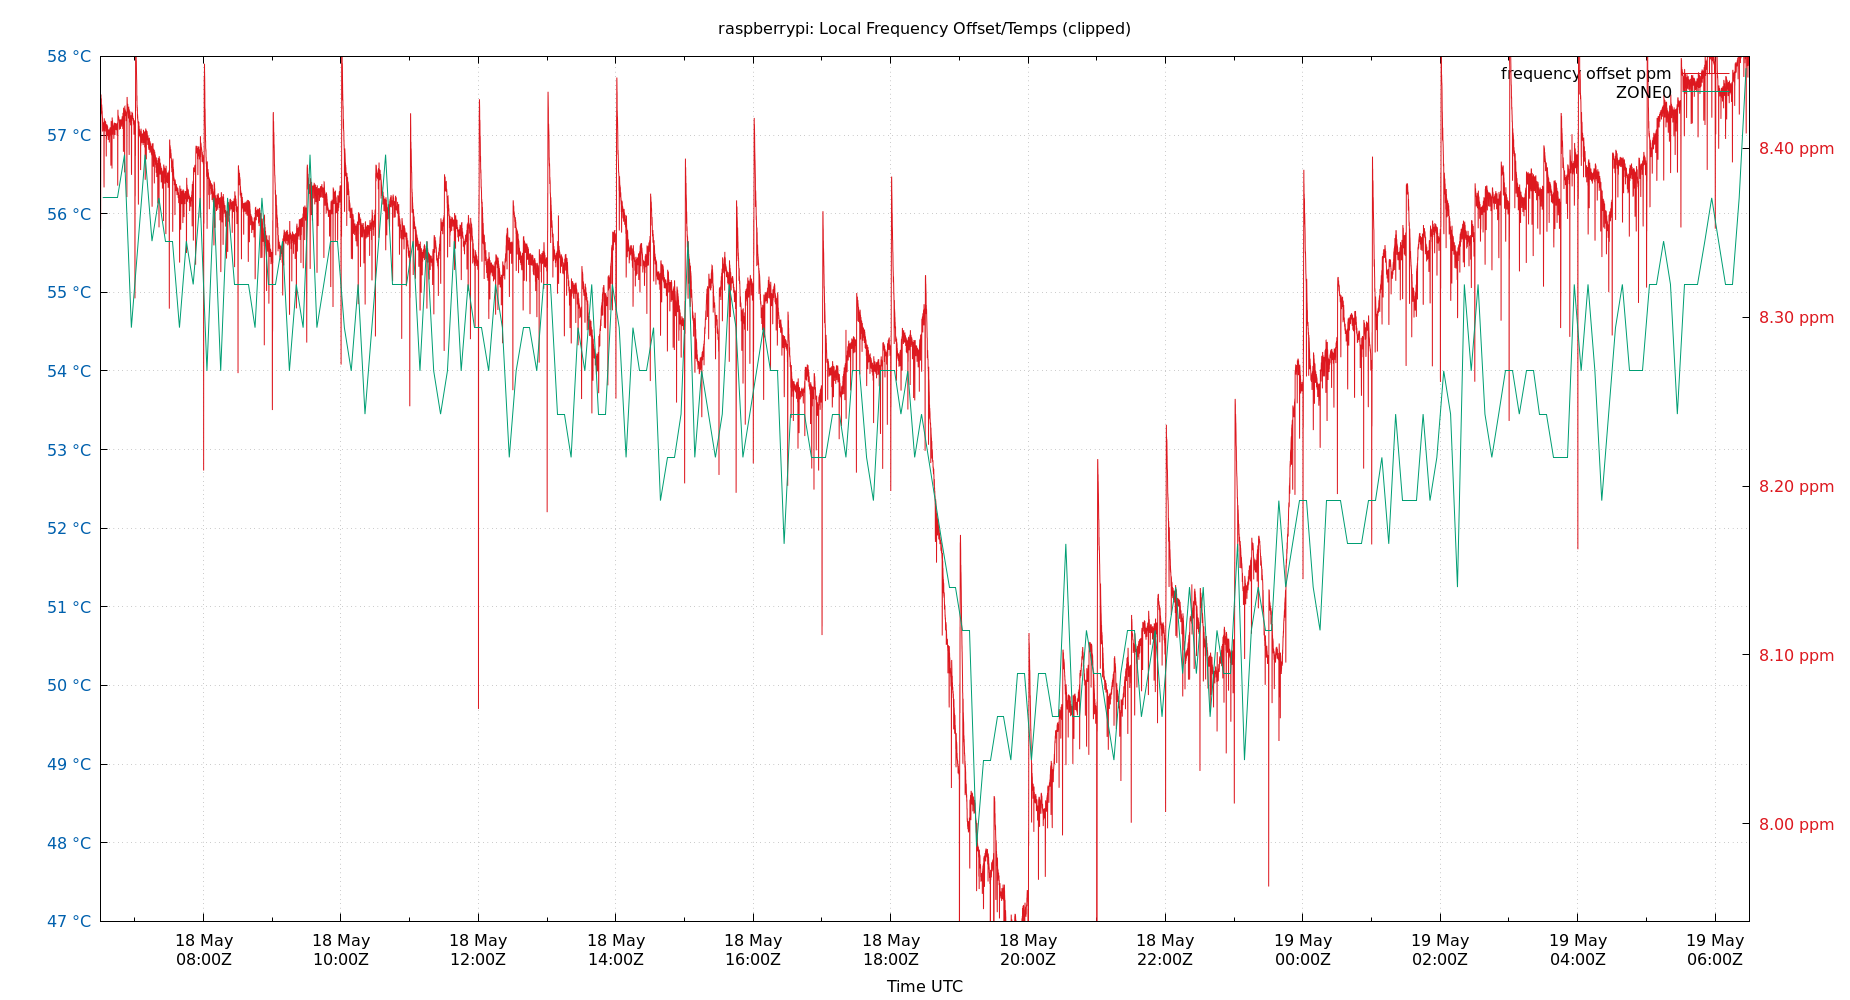 raspberrypi: Local Frequency Offset/Temps (clipped)
58 °C
57 °C
56 °C
55 °C
54 °C
53 °C
52 °C
51 °C
50 °C
49 °C
48 °C
47 °C
frequency offset ppm
ZONE0
8.40 ppm
8.30 ppm
8.20 ppm
8.10 ppm
8.00 ppm
18 May
08:00Z
18 May
10:00Z
18 May
12:00Z
18 May
14:00Z
18 May
16:00Z
18 May
18:00Z
18 May
20:00Z
18 May
22:00Z
19 May
00:00Z
19 May
02:00Z
19 May
04:00Z
19 May
06:00Z
Time UTC